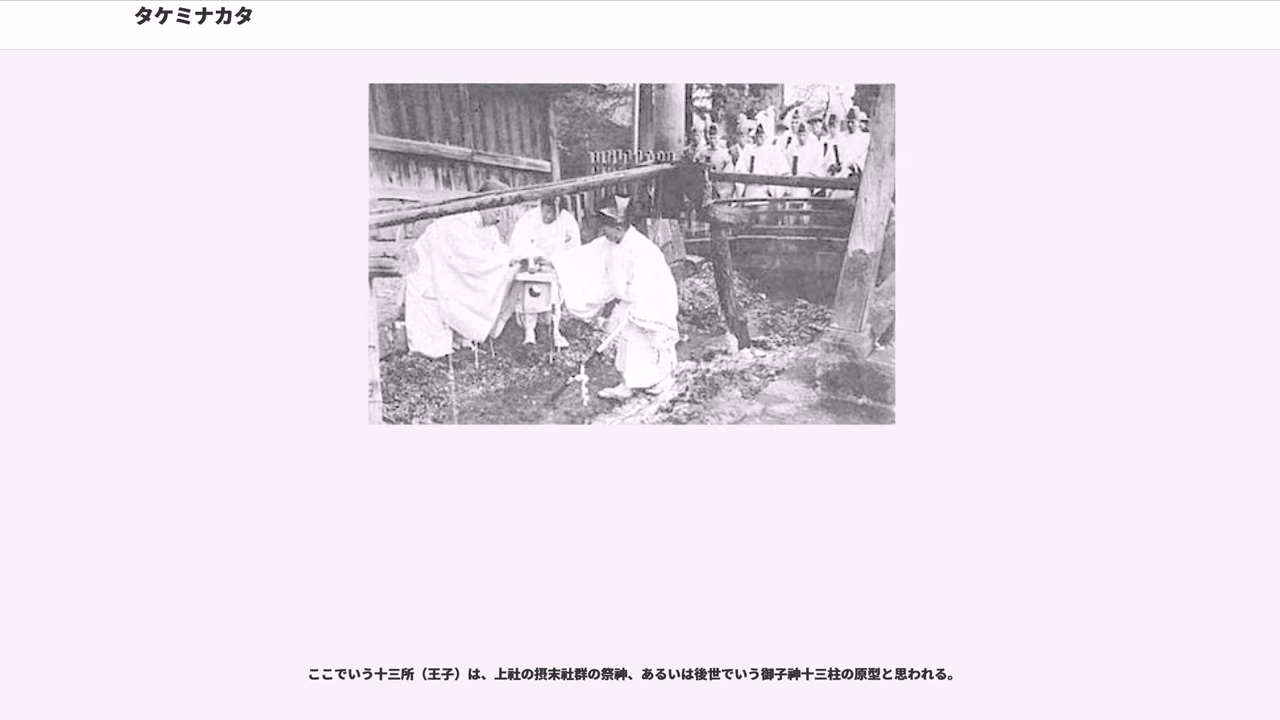 タケミナカタ
ここでいう十三所（王子）は、上社の摂末社群の祭神、あるいは後世でいう御子神十三柱の原型と思われる。